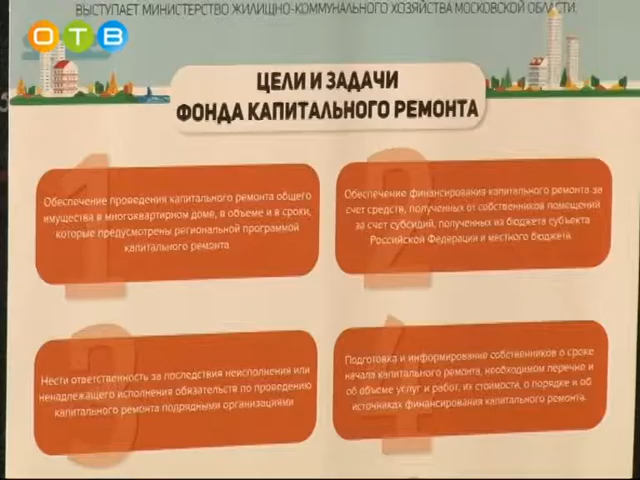 ВЫСТУПАЕТ МИНИСТЕРСТВО ЖИЛИЩНО-КОММУНАЛЬНОГО ХОЗЯЙСТВА МОСКОВСКОЙ ОБЛАСТИ.
ОТВ
ЦЕЛИ И ЗАДАЧИ
ФОНДА КАПИТАЛЬНОГО РЕМОНТА
1
Обеспечение проведения капитального ремонта общего
имущества в многоквартирном доме, в объеме и в сроки,
которые предусмотрены региональной программой
капитального ремонта
2
Обеспечение финансирования капитального ремонта за
счет средств, полученных от собственников помещений
за счет субсидий, полученных из бюджета субъекта
Российской Федерации и местного бюджета.
3
Нести ответственность за последствия неисполнения или
ненадлежащего исполнения обязательств по проведению
капитального ремонта подрядными организациями
4
Подготовка и информирование собственников о сроке
начала капитального ремонта, необходимом перечне и
об объеме услуг и работ, их стоимости, о порядке и об
источниках финансирования капитального ремонта.